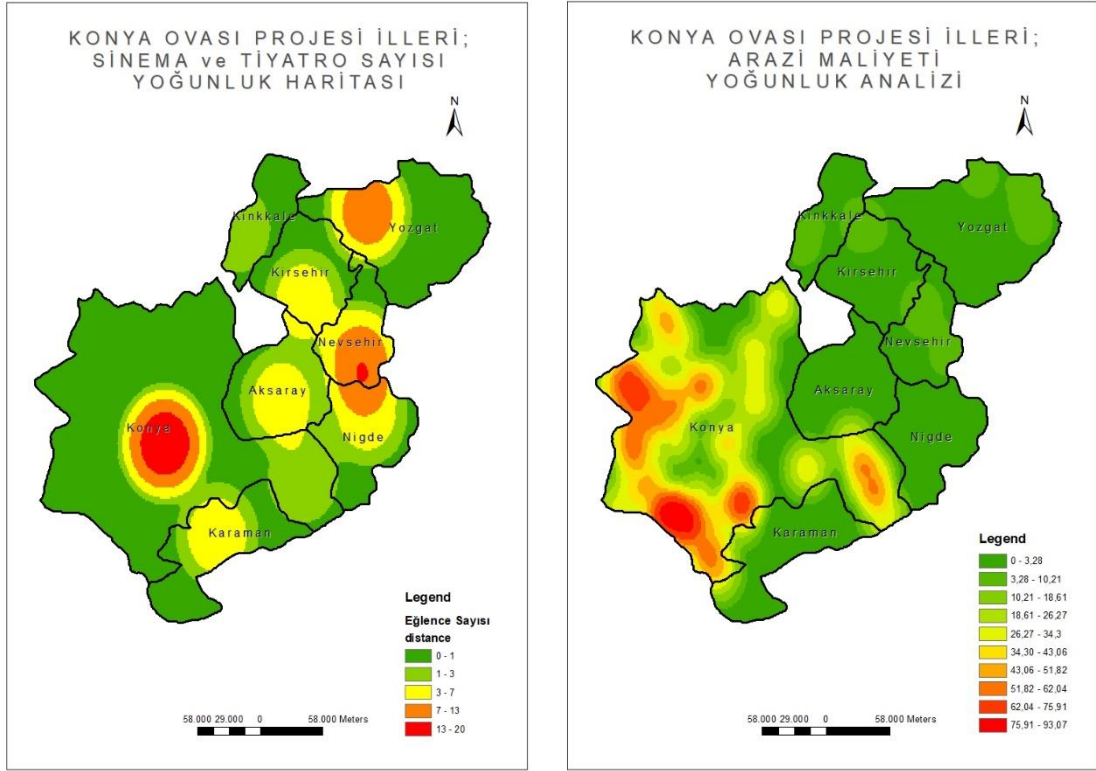 KONYA OVASI PROJESİ İLLERİ;
SİNEMA ve TİYATRO SAYISI
YOĞUNLUK HARİTASI
N
Kırıkkale
Yozgat
Kirsehir
Nevsehir
Aksaray
Konya
Nigde
Karaman
Legend
Eğlence Sayısı
distance
0 - 1
1 - 3
3 - 7
7 - 13
13 - 20
58.000 29.000 0 58.000 Meters
KONYA OVASI PROJESİ İLLERİ;
ARAZİ MALİYETİ
YOĞUNLUK ANALİZİ
N
Kırıkkale
Yozgat
Kirsehir
Nevsehir
Aksaray
Konya
Nigde
Karaman
Legend
0 - 3,28
3,28 - 10,21
10,21 - 18,61
18,61 - 26,27
26,27 - 34,3
34,30 - 43,06
43,06 - 51,82
51,82 - 62,04
62,04 - 75,91
75,91 - 93,07
58.000 29.000 0 58.000 Meters